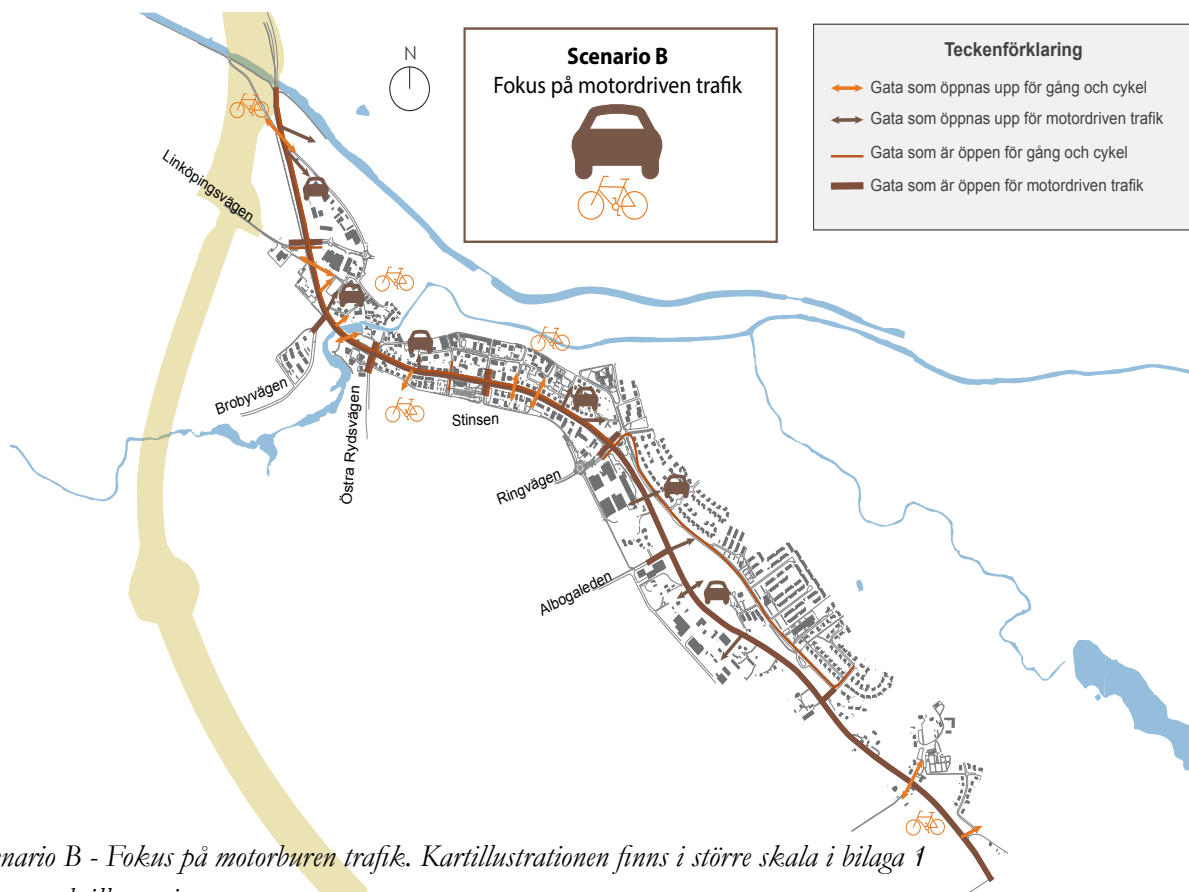 N
Scenario B
Fokus på motordriven trafik
Teckenförklaring
Gata som öppnas upp för gång och cykel
Gata som öppnas upp för motordriven trafik
Gata som är öppen för gång och cykel
Gata som är öppen för motordriven trafik
Linköpingsvägen
Brobyvägen
Östra Rydsvägen
Stinsen
Ringvägen
Albogaleden
nario B - Fokus på motorburen trafik. Kartillustrationen finns i större skala i bilaga 1